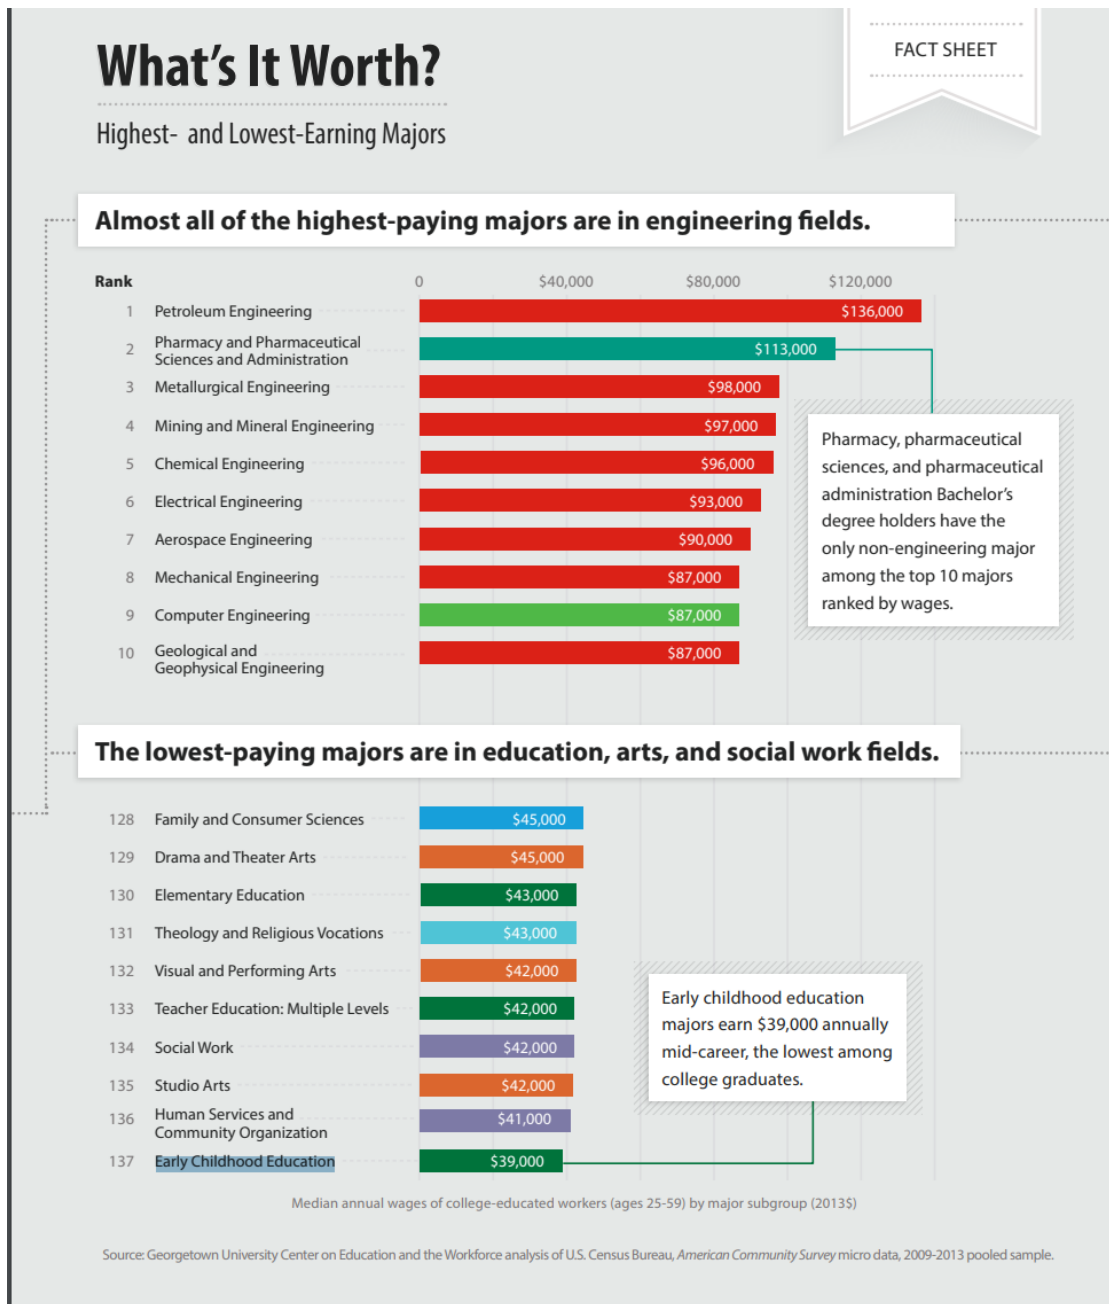 What's It Worth?
FACT SHEET
Highest- and Lowest-Earning Majors
Almost all of the highest-paying majors are in engineering fields.
Rank 0 $40,000 $80,000 $120,000
1 Petroleum Engineering $136,000
2 Pharmacy and Pharmaceutical
Sciences and Administration $113,000
3 Metallurgical Engineering $98,000
4 Mining and Mineral Engineering $97,000
5 Chemical Engineering $96,000
6 Electrical Engineering $93,000
7 Aerospace Engineering $90,000
8 Mechanical Engineering $87,000
9 Computer Engineering $87,000
10 Geological and
Geophysical Engineering $87,000
Pharmacy, pharmaceutical
sciences, and pharmaceutical
administration Bachelor's
degree holders have the
only non-engineering major
among the top 10 majors
ranked by wages.
The lowest-paying majors are in education, arts, and social work fields.
128 Family and Consumer Sciences $45,000
129 Drama and Theater Arts $45,000
130 Elementary Education $43,000
131 Theology and Religious Vocations $43,000
132 Visual and Performing Arts $42,000
133 Teacher Education: Multiple Levels $42,000
134 Social Work $42,000
135 Studio Arts $42,000
136 Human Services and
Community Organization $41,000
137 Early Childhood Education $39,000
Early childhood education
majors earn $39,000 annually
mid-career, the lowest among
college graduates.
Median annual wages of college-educated workers (ages 25-59) by major subgroup (2013$)
Source: Georgetown University Center on Education and the Workforce analysis of U.S. Census Bureau, American Community Survey micro data, 2009-2013 pooled sample.